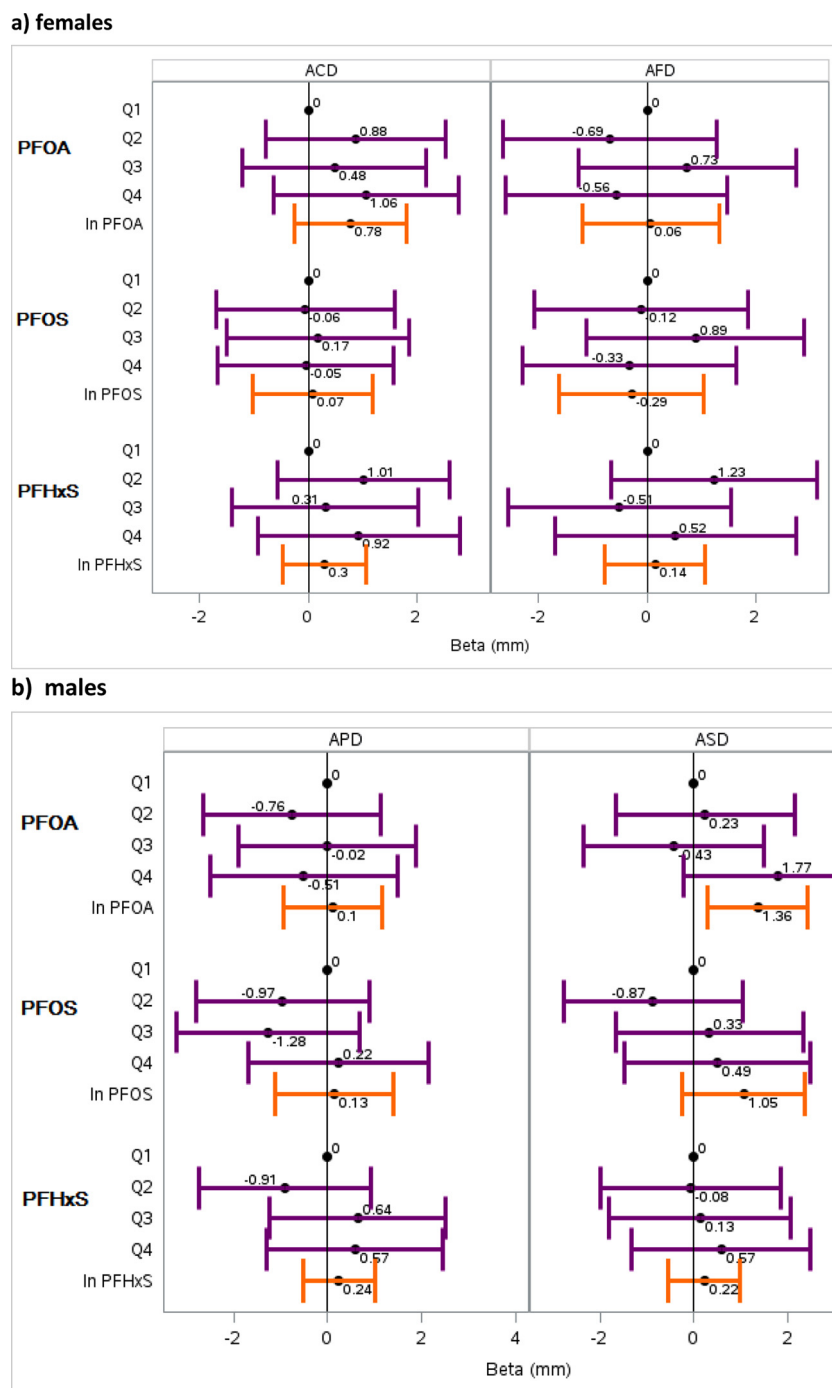 a) females
ACD AFD
Q1 0 0
PFOA Q2 0.88 -0.69
Q3 0.48 0.73
Q4 1.06 -0.56
ln PFOA 0.78 0.06
Q1 0 0
PFOS Q2 -0.06 -0.12
Q3 0.17 0.89
Q4 -0.05 -0.33
ln PFOS 0.07 -0.29
Q1 0 0
PFHxS Q2 1.01 1.23
Q3 0.31 -0.51
Q4 0.92 0.52
ln PFHxS 0.3 0.14
-2 0 2 -2 0 2
Beta (mm)
b) males
APD ASD
Q1 0 0
PFOA Q2 -0.76 0.23
Q3 -0.02 -0.43
Q4 -0.51 1.77
ln PFOA 0.1 1.36
Q1 0 0
PFOS Q2 -0.97 -0.87
Q3 -1.28 0.33
Q4 0.22 0.49
ln PFOS 0.13 1.05
Q1 0 0
PFHxS Q2 -0.91 -0.08
Q3 0.64 0.13
Q4 0.57 0.57
ln PFHxS 0.24 0.22
-2 0 2 4 -2 0 2
Beta (mm)